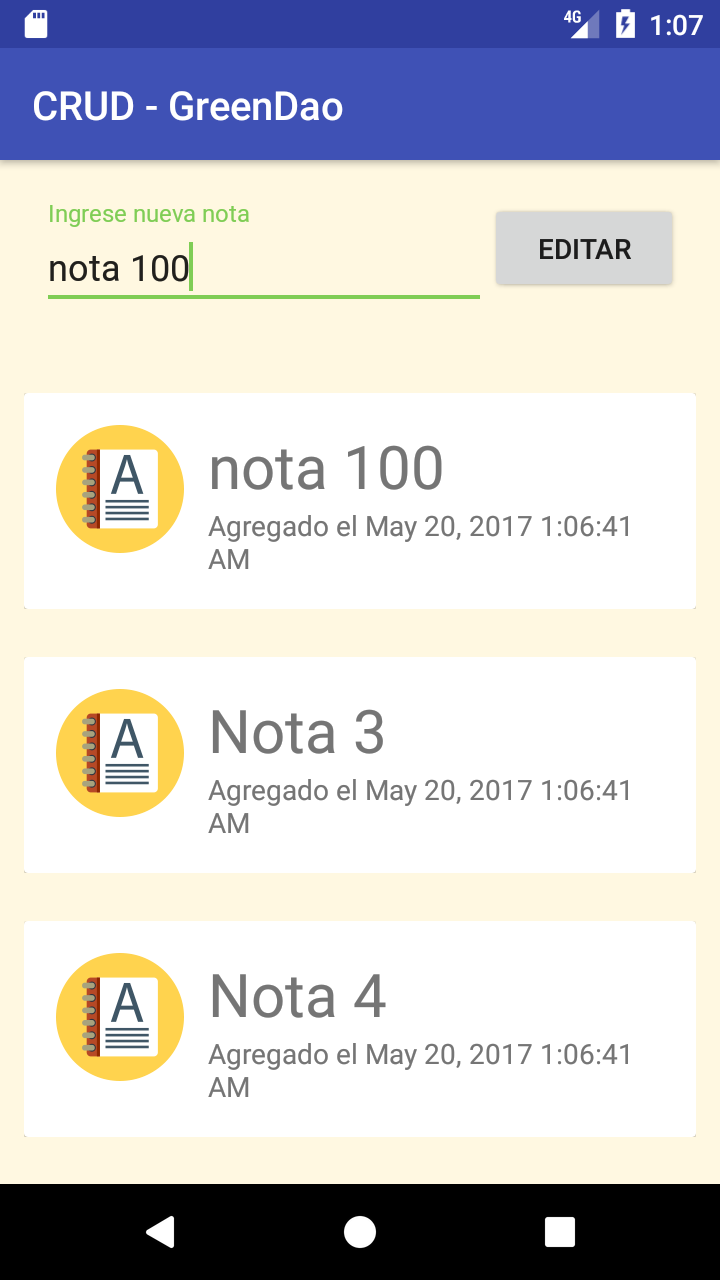 4G 1:07
CRUD - GreenDao
Ingrese nueva nota
nota 100
EDITAR
A
nota 100
Agregado el May 20, 2017 1:06:41
AM
A
Nota 3
Agregado el May 20, 2017 1:06:41
AM
A
Nota 4
Agregado el May 20, 2017 1:06:41
AM